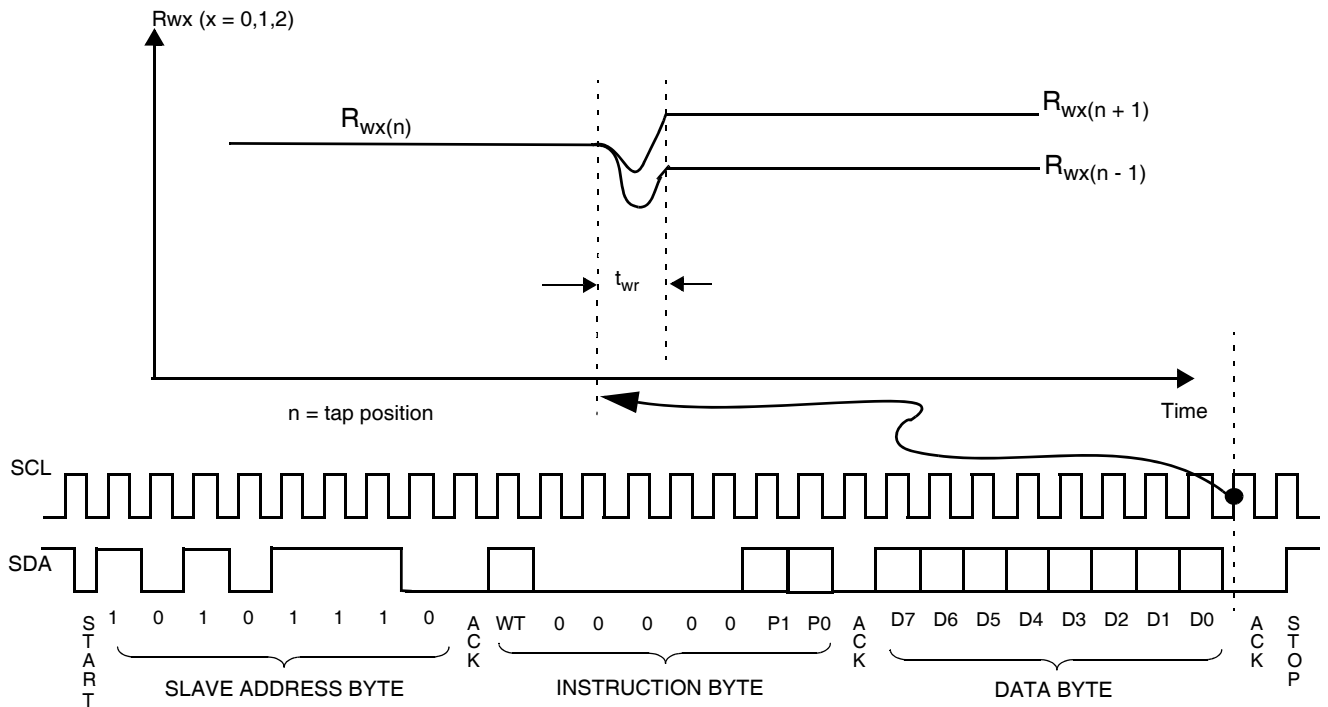 Rwx (x = 0,1,2)
Rwx(n)
Rwx(n + 1)
Rwx(n - 1)
twr
n = tap position
Time
SCL
SDA
START 1 0 1 0 1 1 1 0 ACK WT 0 0 0 0 0 P1 P0 ACK D7 D6 D5 D4 D3 D2 D1 D0 ACK STOP
SLAVE ADDRESS BYTE INSTRUCTION BYTE DATA BYTE